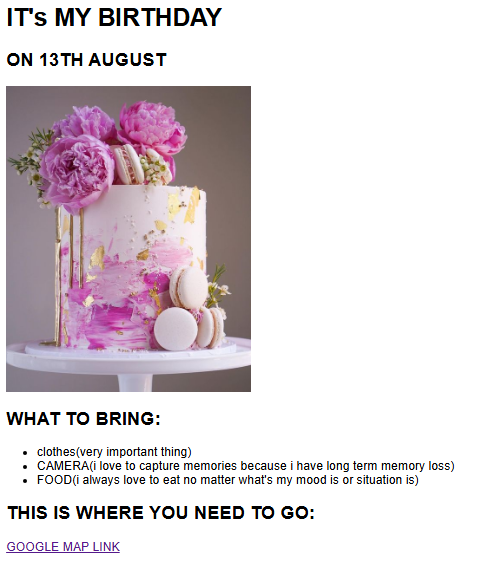 IT's MY BIRTHDAY
ON 13TH AUGUST
WHAT TO BRING:
clothes(very important thing)
CAMERA(i love to capture memories because i have long term memory loss)
FOOD(i always love to eat no matter what's my mood is or situation is)
THIS IS WHERE YOU NEED TO GO:
GOOGLE MAP LINK